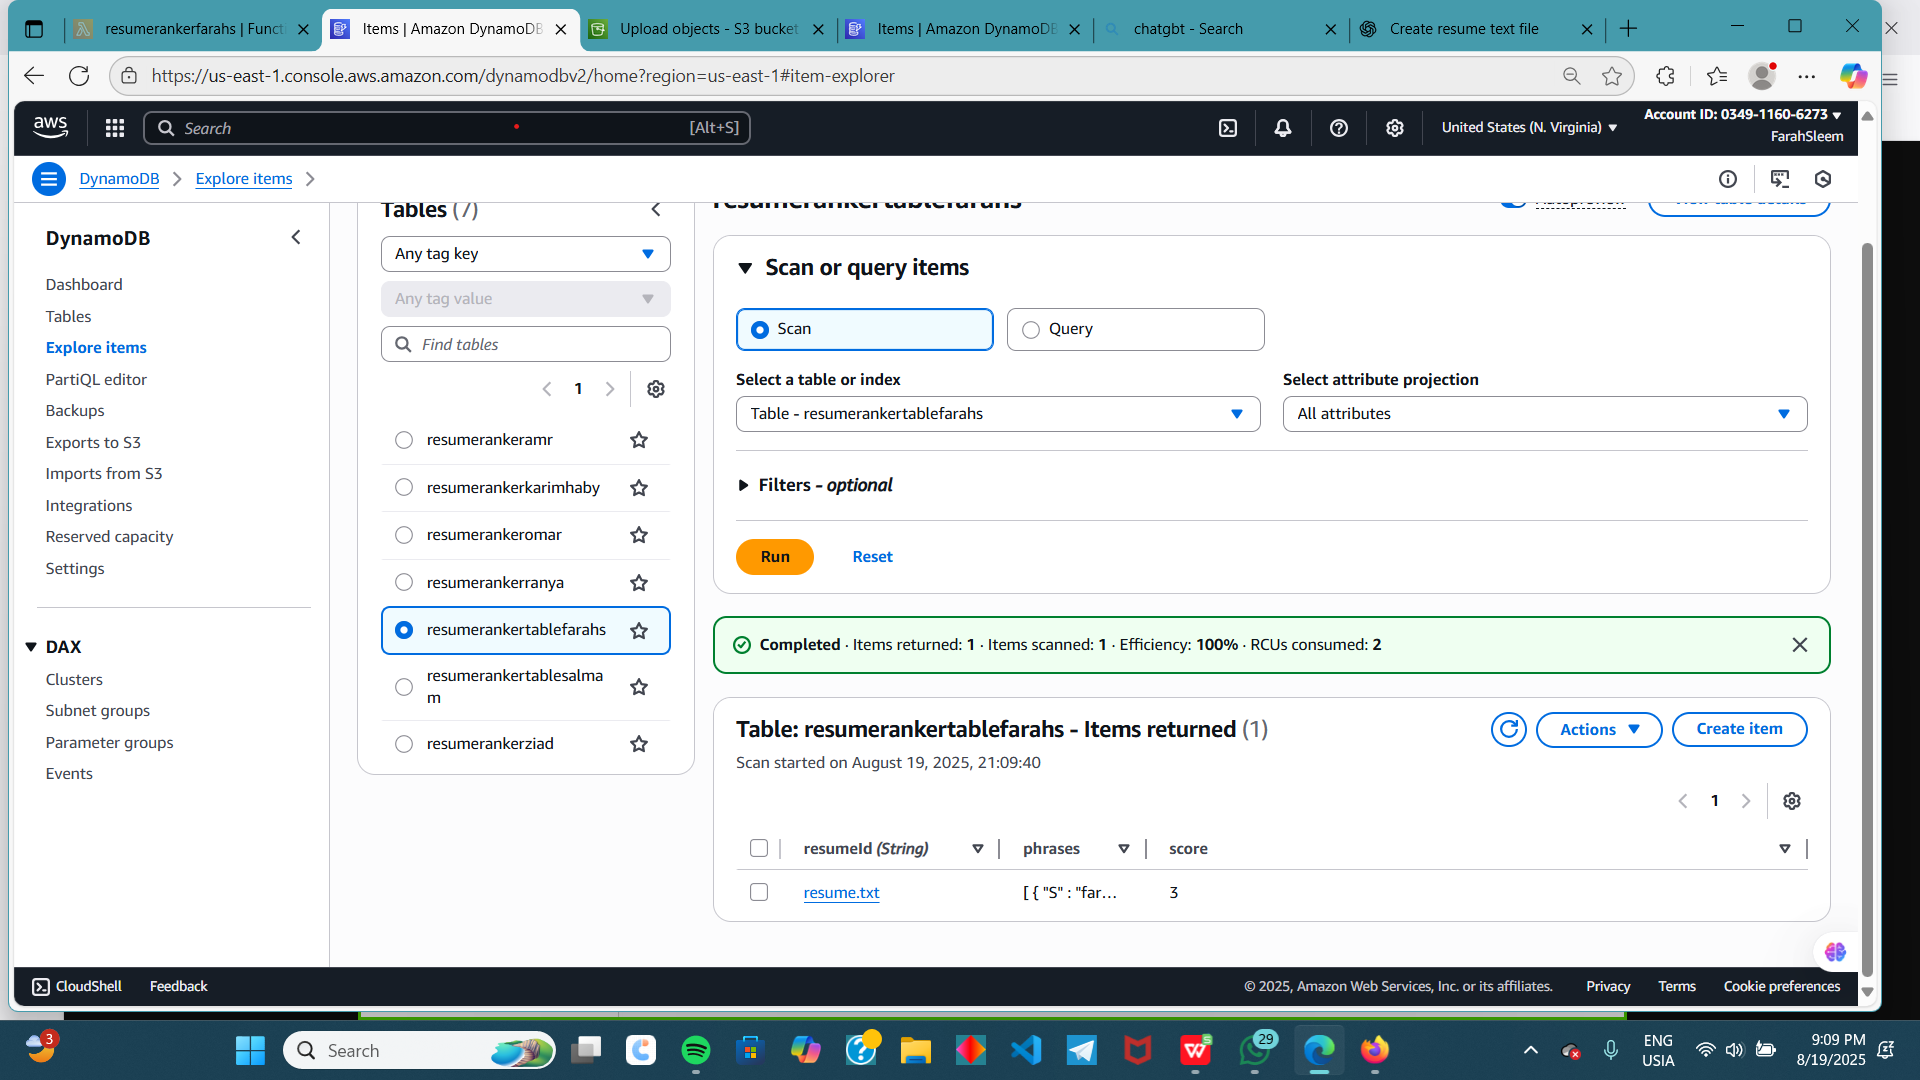 resumerankerfarahs | Functi
Items | Amazon DynamoDB
Upload objects - S3 bucket
Items | Amazon DynamoDB
chatgbt - Search
Create resume text file
https://us-east-1.console.aws.amazon.com/dynamodbv2/home?region=us-east-1#item-explorer
aws
Search
[Alt+S]
United States (N. Virginia)
Account ID: 0349-1160-6273
FarahSleem
DynamoDB
Explore items
DynamoDB
Dashboard
Tables
Explore items
PartiQL editor
Backups
Exports to S3
Imports from S3
Integrations
Reserved capacity
Settings
DAX
Clusters
Subnet groups
Parameter groups
Events
Tables (7)
Any tag key
Any tag value
Find tables
1
resumerankeramr
resumerankerkarimhaby
resumerankeromar
resumerankerranya
resumerankertablefarahs
resumerankertablesalma
m
resumerankerziad
resumerankertablefarahs
Autopreview
View table details
Scan or query items
Scan
Query
Select a table or index
Table - resumerankertablefarahs
Select attribute projection
All attributes
Filters - optional
Run
Reset
Completed · Items returned: 1 · Items scanned: 1 · Efficiency: 100% · RCUs consumed: 2
Table: resumerankertablefarahs - Items returned (1)
Scan started on August 19, 2025, 21:09:40
Actions
Create item
1
resumeId (String)
phrases
score
resume.txt
[ { "S" : "far...
3
CloudShell
Feedback
© 2025, Amazon Web Services, Inc. or its affiliates.
Privacy
Terms
Cookie preferences
3
Search
29
ENG
USIA
9:09 PM
8/19/2025